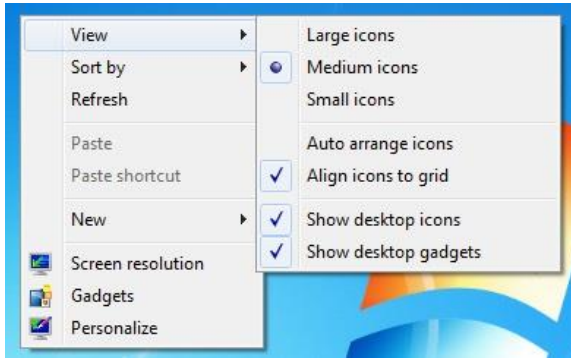 View
Sort by
Refresh
Paste
Paste shortcut
New
Screen resolution
Gadgets
Personalize
Large icons
Medium icons
Small icons
Auto arrange icons
Align icons to grid
Show desktop icons
Show desktop gadgets